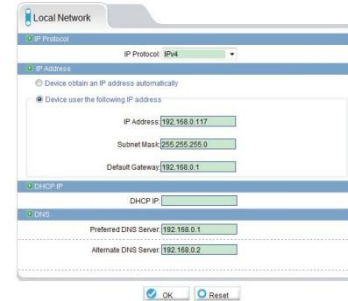 Local Network
IP Protocol
IP Protocol: IPv4
IP Address
Device obtain an IP address automatically
Device user the following IP address
IP Address: 192.168.0.117
Subnet Mask: 255.255.255.0
Default Gateway: 192.168.0.1
DHCP IP
DHCP IP:
DNS
Preferred DNS Server: 192.168.0.1
Alternate DNS Server: 192.168.0.2
OK Reset